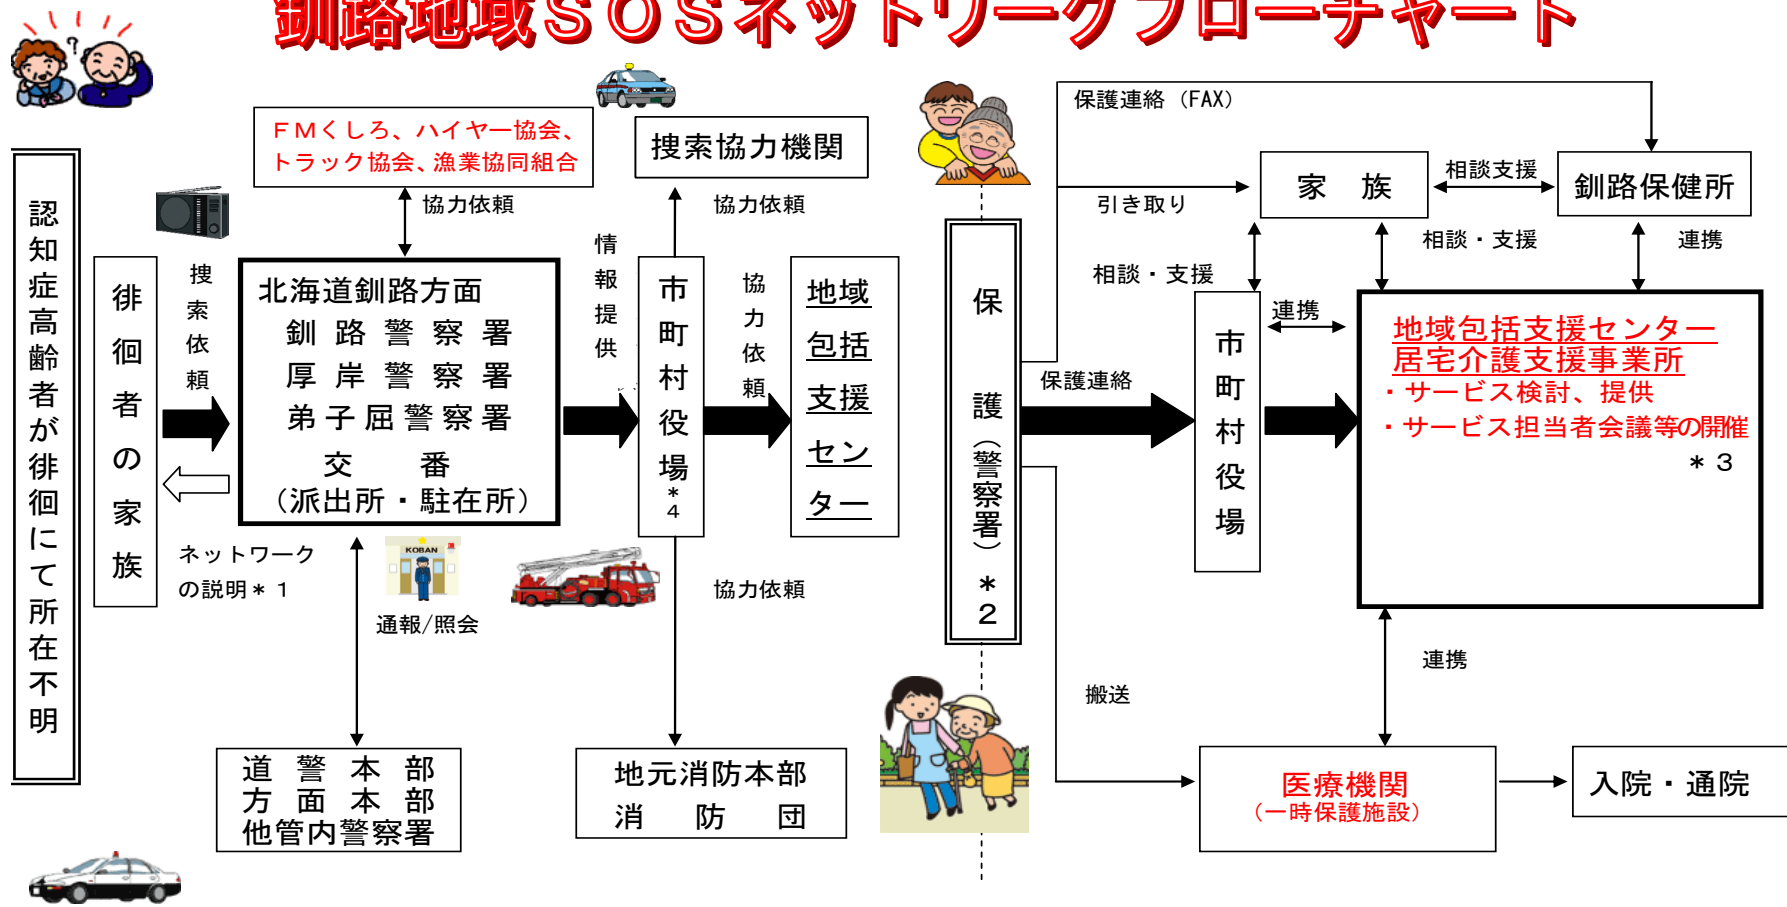 釧路地域ＳＯＳネットワークフローチャート
認知症高齢者が徘徊にて所在不明
徘徊者の家族
捜索依頼
ネットワーク
の説明＊１
ＦＭくしろ、ハイヤー協会、
トラック協会、漁業協同組合
協力依頼
北海道釧路方面
釧路警察署
厚岸警察署
弟子屈警察署
交番
（派出所・駐在所）
KOBAN
通報/照会
道警本部
方面本部
他管内警察署
情報提供
捜索協力機関
協力依頼
市町村役場＊４
協力依頼
地域
包括
支援
セン
ター
協力依頼
地元消防本部
消防団
保護（警察署）＊２
保護連絡（FAX）
引き取り
保護連絡
搬送
家族
相談支援
釧路保健所
相談・支援
相談・支援
連携
市町村役場
連携
地域包括支援センター
居宅介護支援事業所
・サービス検討、提供
・サービス担当者会議等の開催
＊３
連携
医療機関
（一時保護施設）
入院・通院